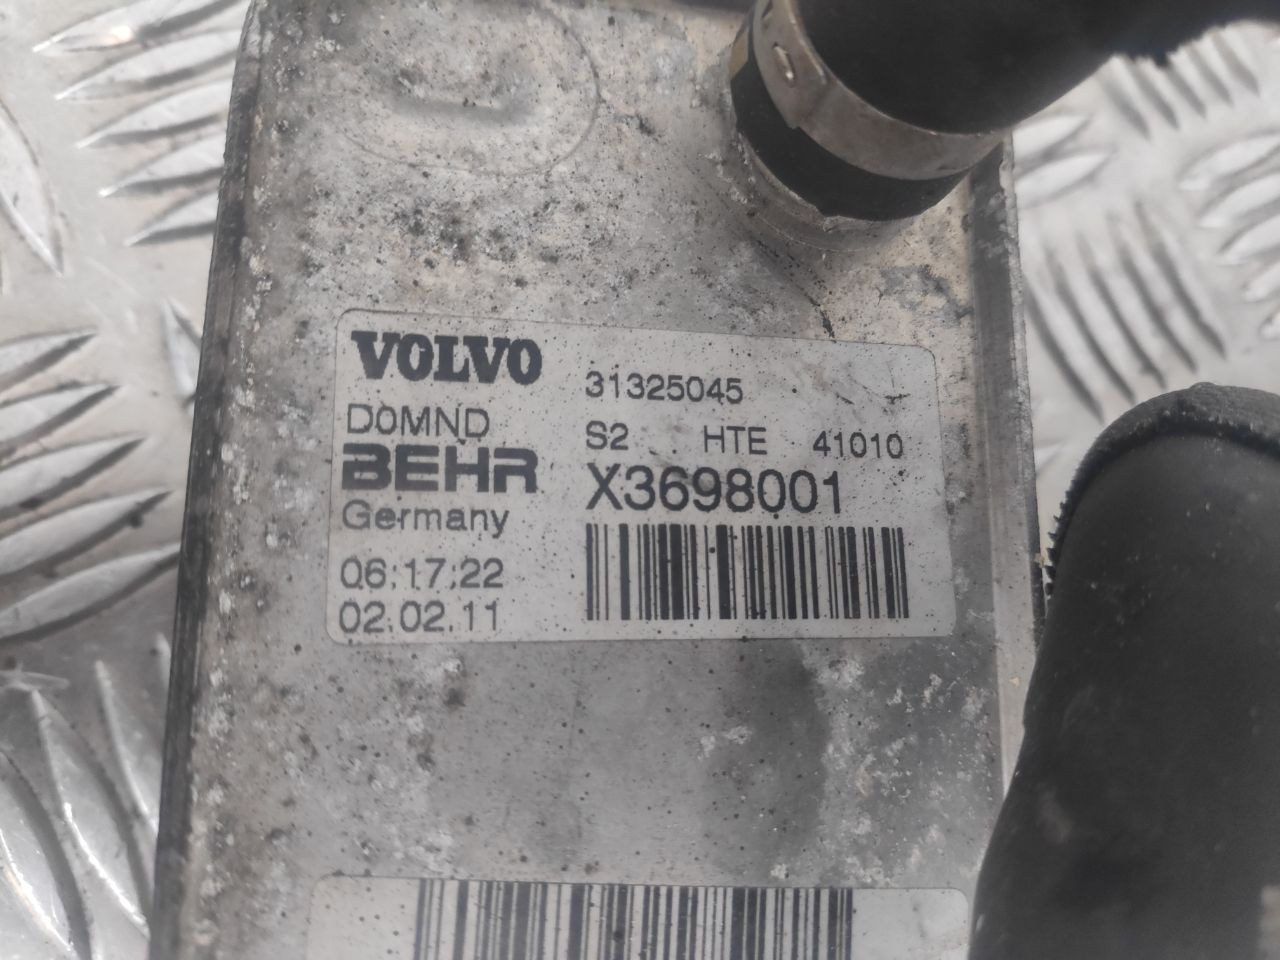 VOLVO 31325045
D0MND S2 HTE 41010
BEHR X3698001
Germany
06:17:22
02.02.11